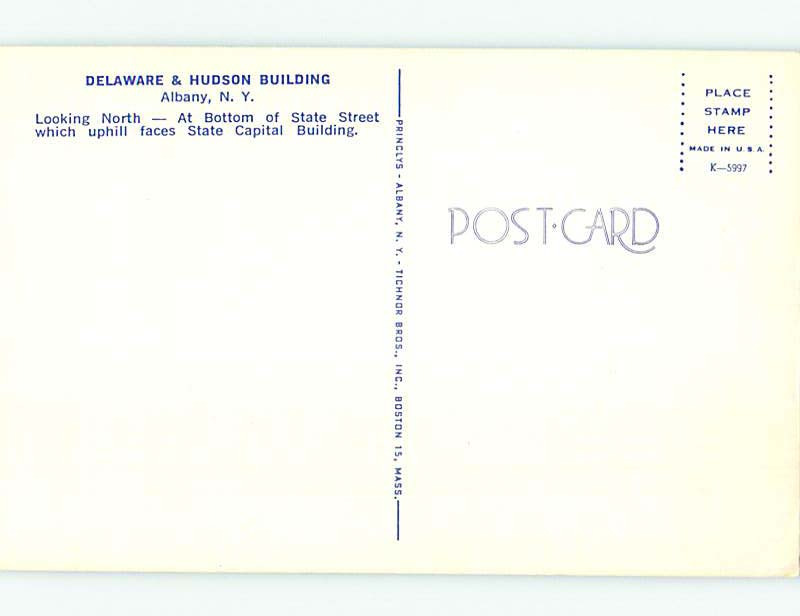 DELAWARE & HUDSON BUILDING
Albany, N. Y.
Looking North — At Bottom of State Street
which uphill faces State Capital Building.
PRINCLYS - ALBANY, N. Y. - TICHNOR BROS., INC., BOSTON 15, MASS.
POST·CARD
PLACE
STAMP
HERE
MADE IN U.S.A.
K—5997